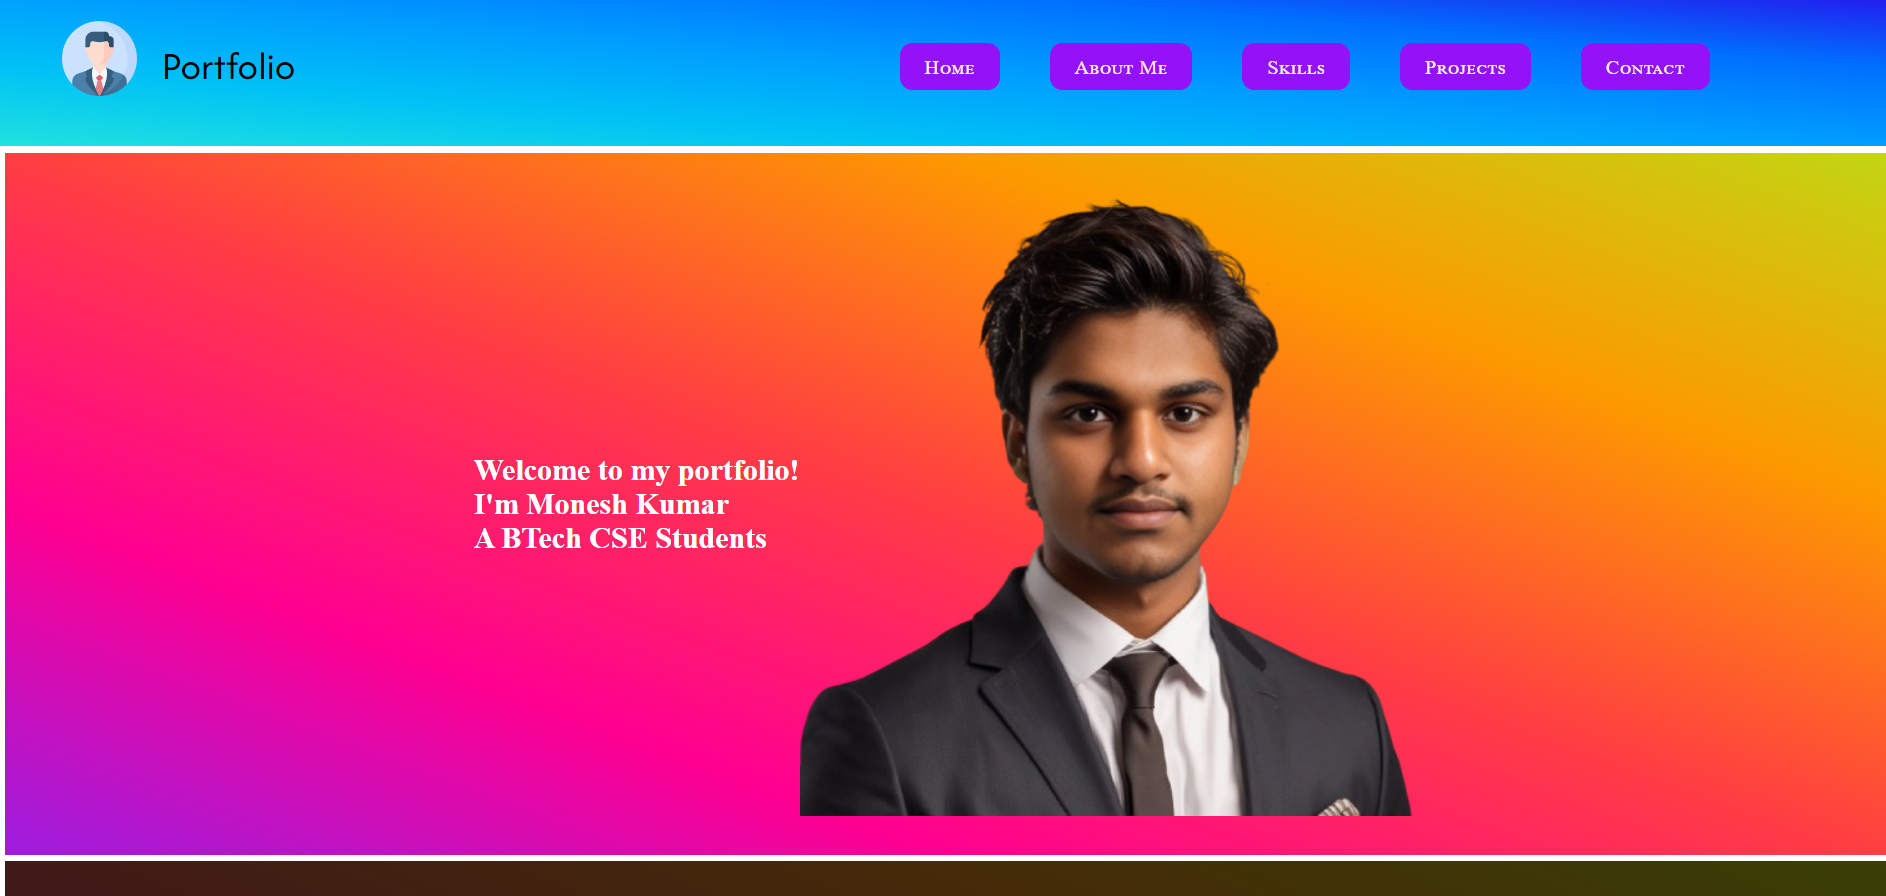 Portfolio
Home
About Me
Skills
Projects
Contact
Welcome to my portfolio!
I'm Monesh Kumar
A BTech CSE Students